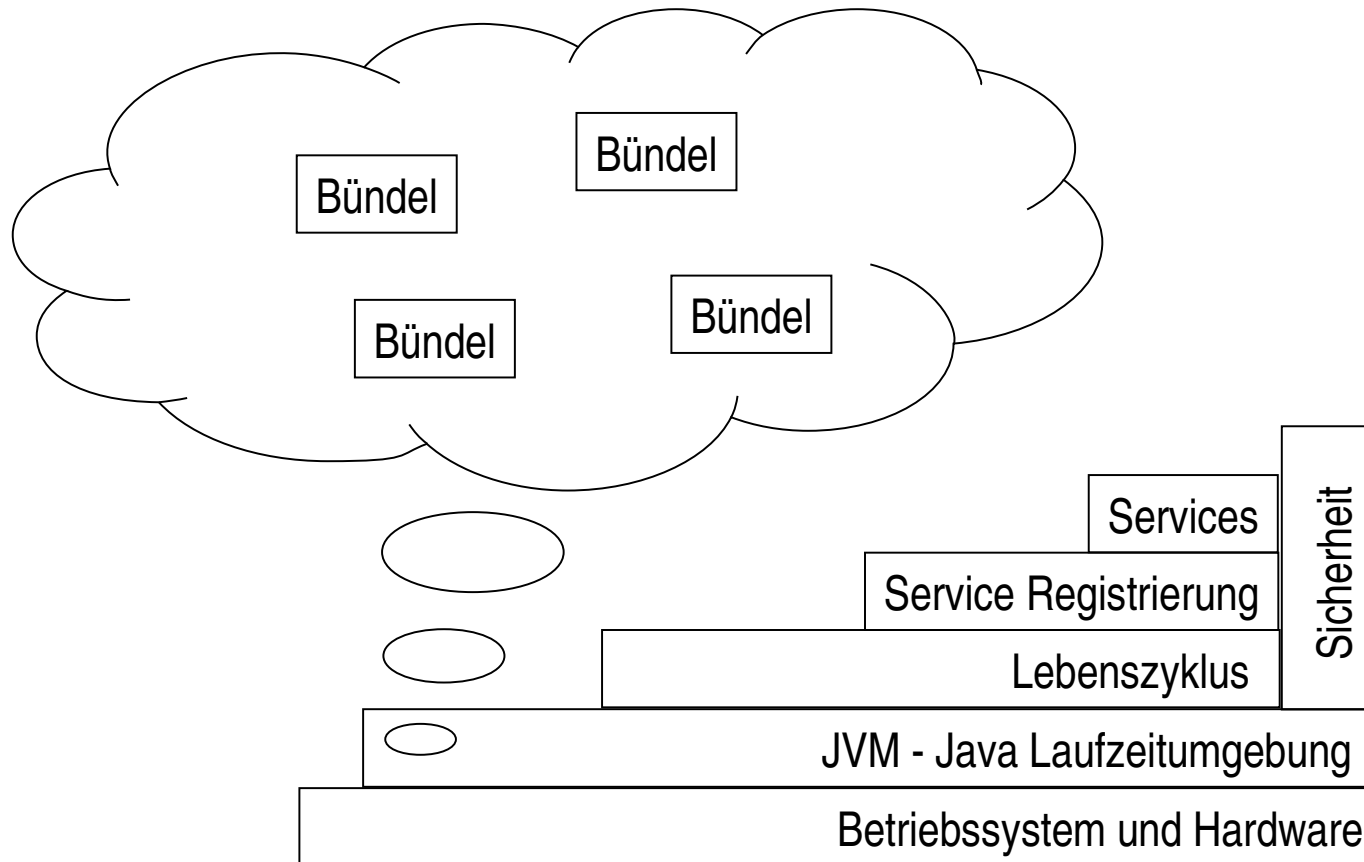 Bündel
Bündel
Bündel
Bündel
Services
Service Registrierung
Lebenszyklus
Sicherheit
JVM - Java Laufzeitumgebung
Betriebssystem und Hardware